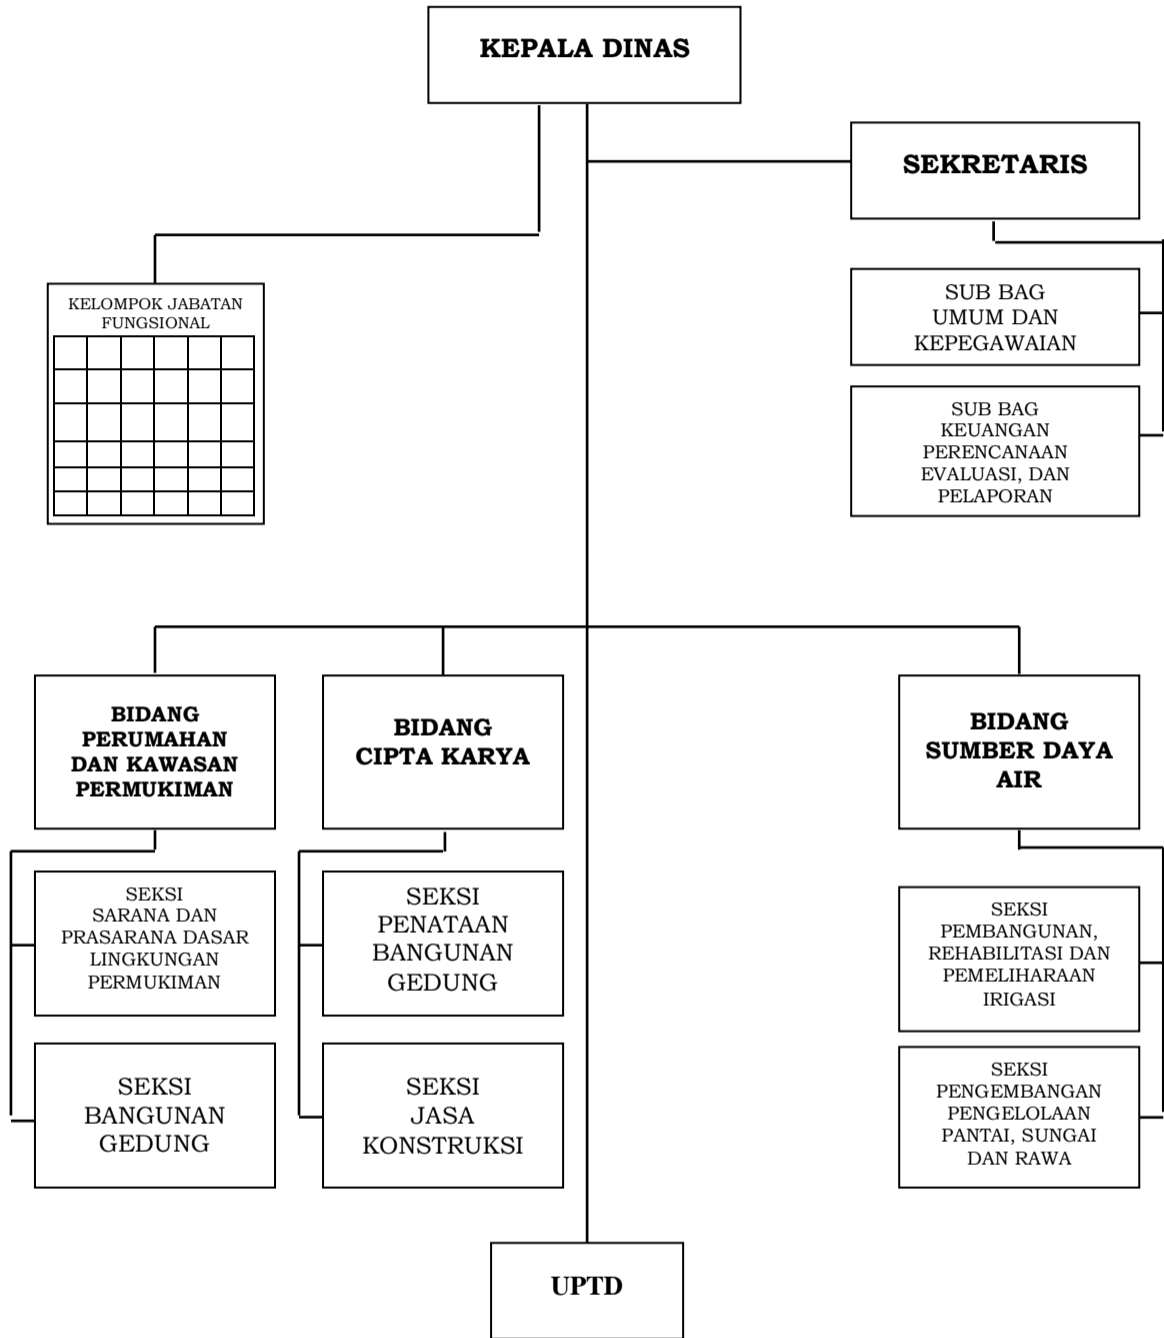 KEPALA DINAS
SEKRETARIS
SUB BAG
UMUM DAN
KEPEGAWAIAN
SUB BAG
KEUANGAN
PERENCANAAN
EVALUASI, DAN
PELAPORAN
KELOMPOK JABATAN
FUNGSIONAL
BIDANG
PERUMAHAN
DAN KAWASAN
PERMUKIMAN
SEKSI
SARANA DAN
PRASARANA DASAR
LINGKUNGAN
PERMUKIMAN
SEKSI
BANGUNAN
GEDUNG
BIDANG
CIPTA KARYA
SEKSI
PENATAAN
BANGUNAN
GEDUNG
SEKSI
JASA
KONSTRUKSI
BIDANG
SUMBER DAYA
AIR
SEKSI
PEMBANGUNAN,
REHABILITASI DAN
PEMELIHARAAN
IRIGASI
SEKSI
PENGEMBANGAN
PENGELOLAAN
PANTAI, SUNGAI
DAN RAWA
UPTD